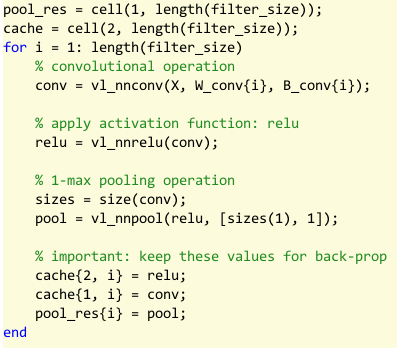 pool_res = cell(1, length(filter_size));
cache = cell(2, length(filter_size));
for i = 1: length(filter_size)
% convolutional operation
conv = vl_nnconv(X, W_conv{i}, B_conv{i});
% apply activation function: relu
relu = vl_nnrelu(conv);
% 1-max pooling operation
sizes = size(conv);
pool = vl_nnpool(relu, [sizes(1), 1]);
% important: keep these values for back-prop
cache{2, i} = relu;
cache{1, i} = conv;
pool_res{i} = pool;
end